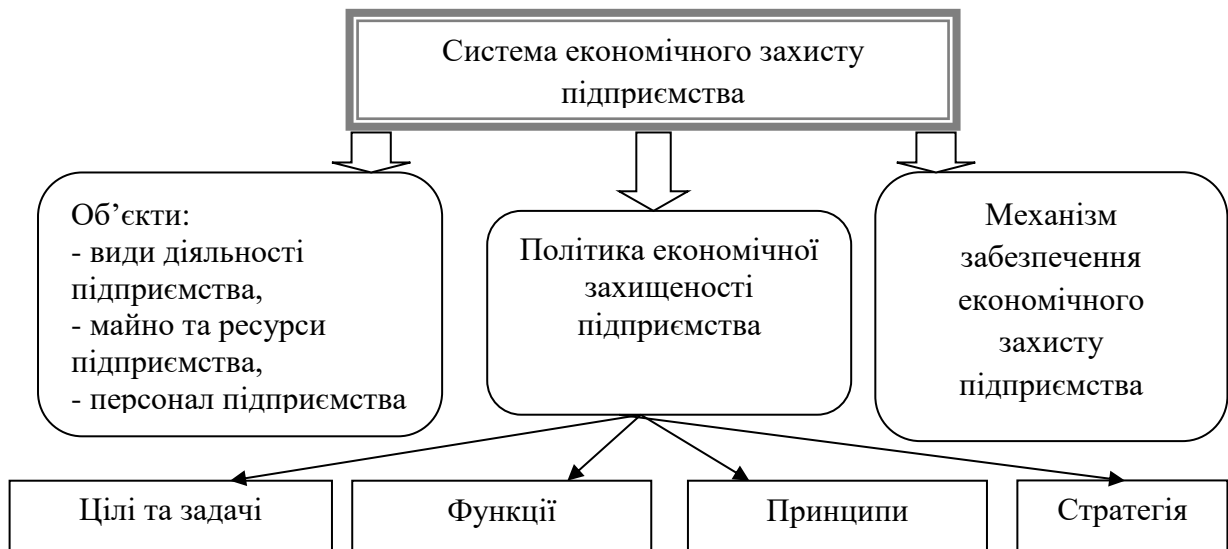 Система економічного захисту
підприємства
Об’єкти:
- види діяльності
підприємства,
- майно та ресурси
підприємства,
- персонал підприємства
Політика економічної
захищеності
підприємства
Механізм
забезпечення
економічного
захисту
підприємства
Цілі та задачі
Функції
Принципи
Стратегія